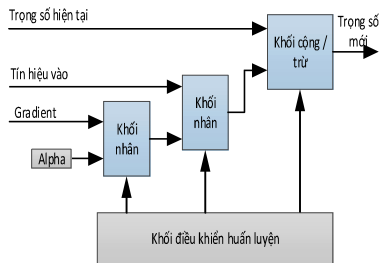 Trọng số hiện tại
Trọng số
mới
Khối cộng /
trừ
Tín hiệu vào
Khối
nhân
Gradient
Khối
nhân
Alpha
Khối điều khiển huấn luyện